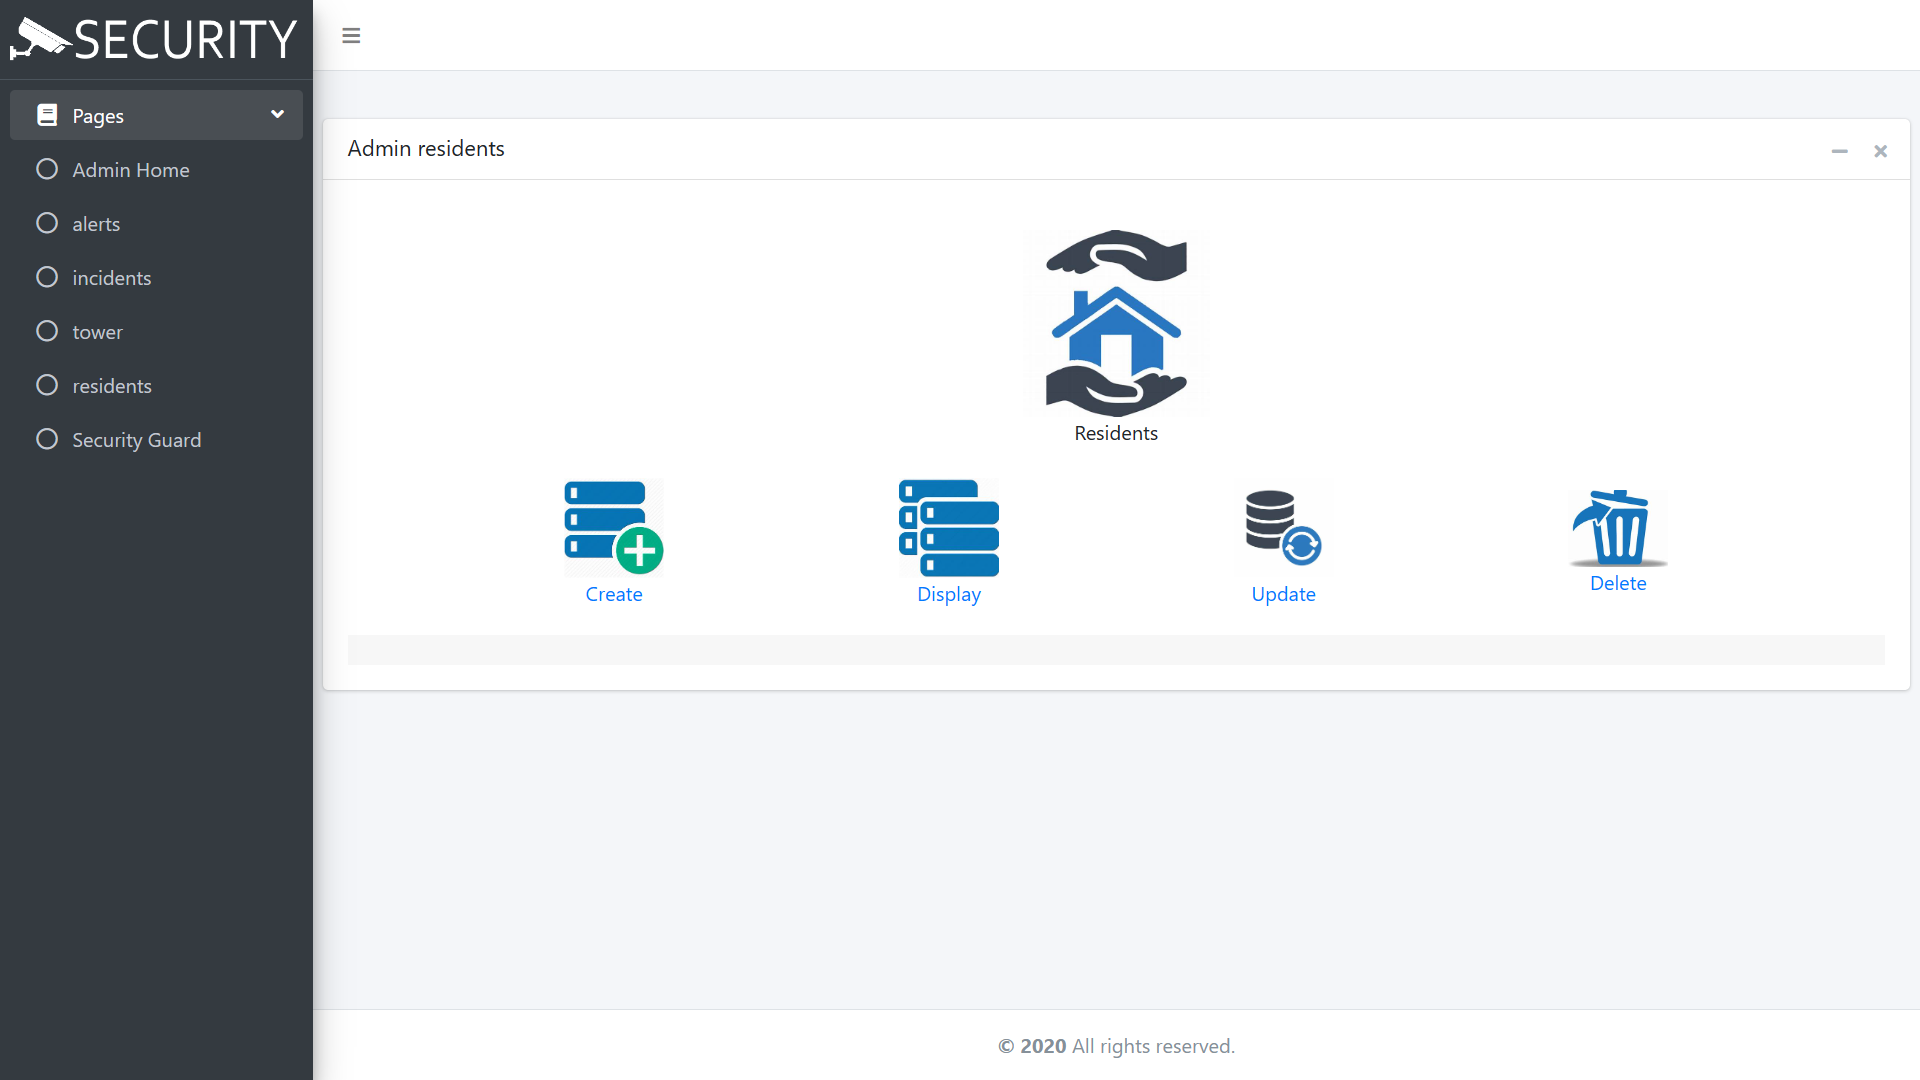 SECURITY
Pages
Admin Home
alerts
incidents
tower
residents
Security Guard
Admin residents
Residents
Create
Display
Update
Delete
© 2020 All rights reserved.